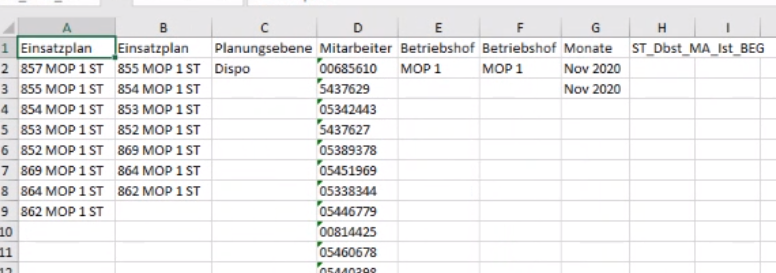 A B C D E F G H I
1 Einsatzplan Einsatzplan Planungsebene Mitarbeiter Betriebshof Betriebshof Monate ST_Dbst_MA_Ist_BEG
2 857 MOP 1 ST 855 MOP 1 ST Dispo 00685610 MOP 1 MOP 1 Nov 2020
3 855 MOP 1 ST 854 MOP 1 ST 5437629 Nov 2020
4 854 MOP 1 ST 853 MOP 1 ST 05342443
5 853 MOP 1 ST 852 MOP 1 ST 5437627
6 852 MOP 1 ST 869 MOP 1 ST 05389378
7 869 MOP 1 ST 864 MOP 1 ST 05451969
8 864 MOP 1 ST 862 MOP 1 ST 05338344
9 862 MOP 1 ST 05446779
10 00814425
11 05460678
12 05440398